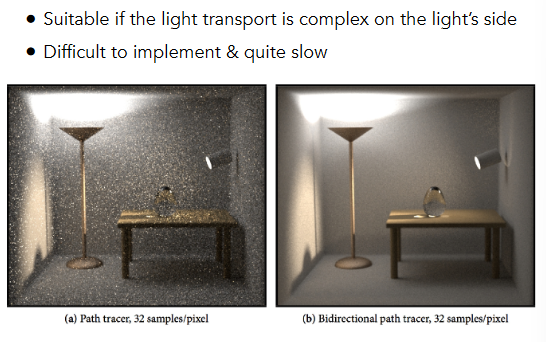 • Suitable if the light transport is complex on the light’s side
• Difficult to implement & quite slow
(a) Path tracer, 32 samples/pixel
(b) Bidirectional path tracer, 32 samples/pixel